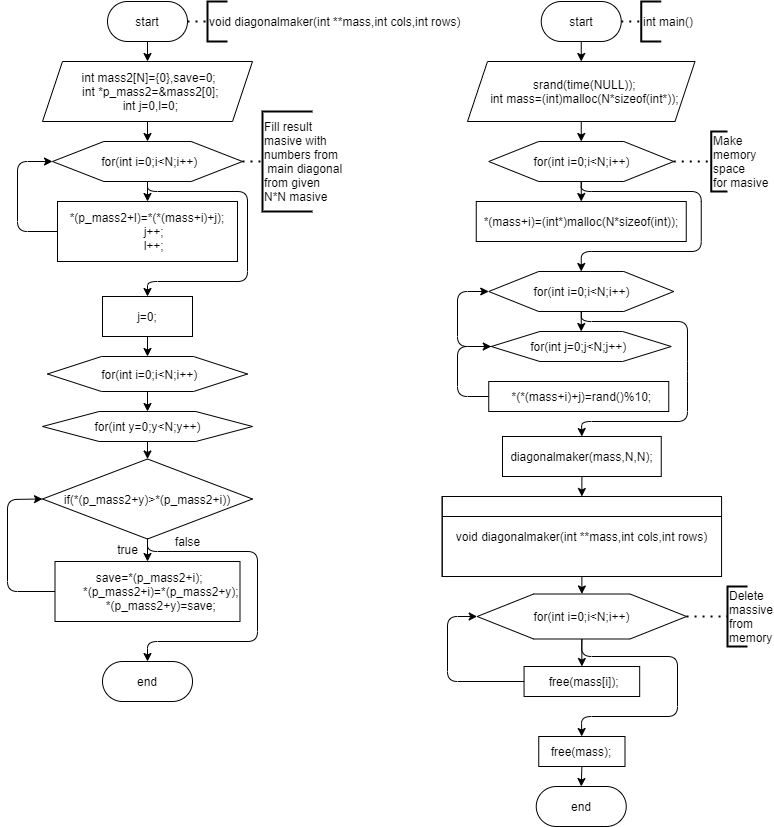 start
void diagonalmaker(int **mass,int cols,int rows)
int mass2[N]={0},save=0;
int *p_mass2=&mass2[0];
int j=0,l=0;
for(int i=0;i<N;i++)
Fill result
masive with
numbers from
main diagonal
from given
N*N masive
*(p_mass2+l)=*(*(mass+i)+j);
j++;
l++;
j=0;
for(int i=0;i<N;i++)
for(int y=0;y<N;y++)
if(*(p_mass2+y)>*(p_mass2+i))
true
false
save=*(p_mass2+i);
*(p_mass2+i)=*(p_mass2+y);
*(p_mass2+y)=save;
end
start
int main()
srand(time(NULL));
int mass=(int)malloc(N*sizeof(int*));
for(int i=0;i<N;i++)
Make
memory
space
for masive
*(mass+i)=(int*)malloc(N*sizeof(int));
for(int i=0;i<N;i++)
for(int j=0;j<N;j++)
*(*(mass+i)+j)=rand()%10;
diagonalmaker(mass,N,N);
void diagonalmaker(int **mass,int cols,int rows)
for(int i=0;i<N;i++)
Delete
massive
from
memory
free(mass[i]);
free(mass);
end